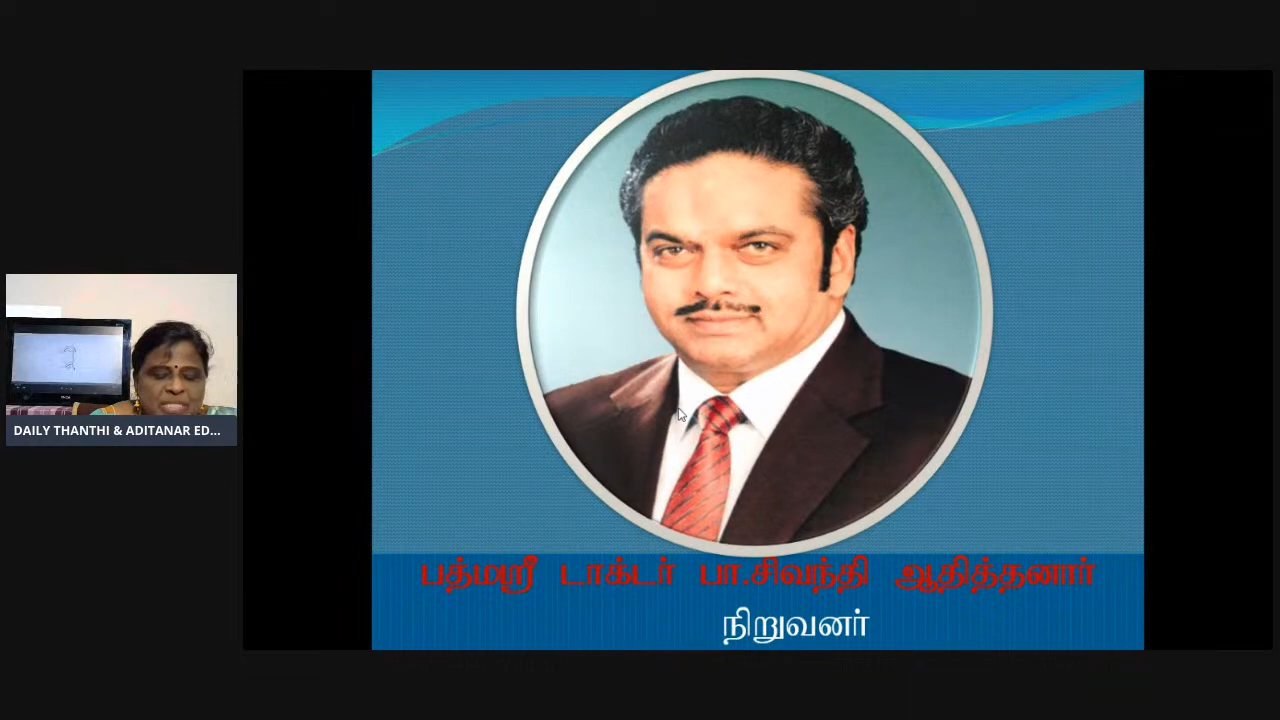 பத்மஸ்ரீ டாக்டர் பா.சிவந்தி ஆதித்தனார்
நிறுவனர்
DAILY THANTHI & ADITANAR ED...